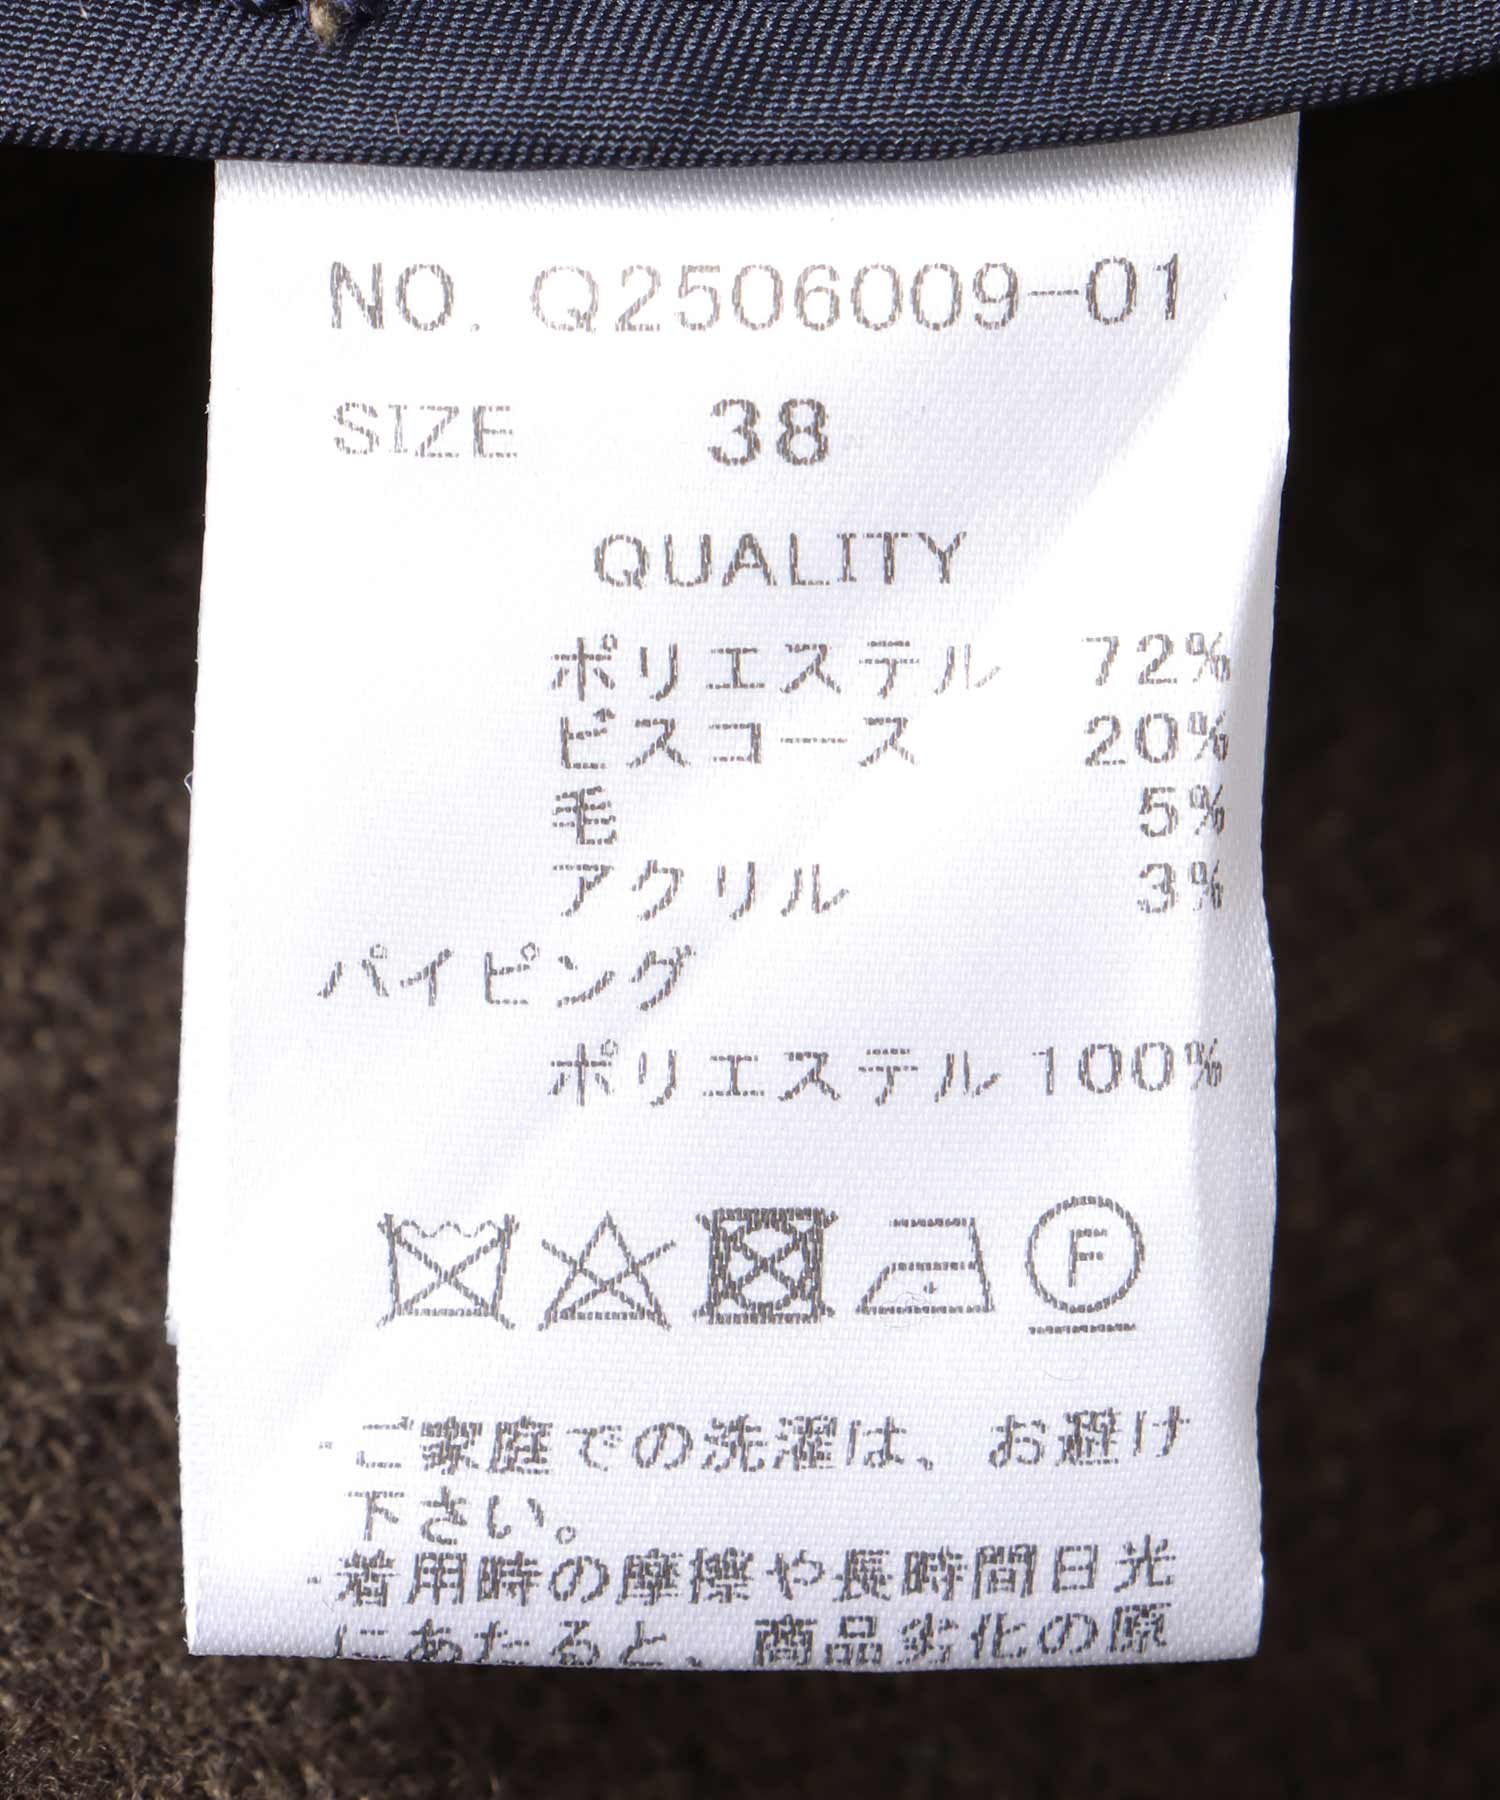 NO. Q2506009-01
SIZE 38
QUALITY
ポリエステル 72%
ビスコース 20%
毛 5%
アクリル 3%
パイピング
ポリエステル 100%
F
・ご家庭での洗濯は、お避け
下さい。
・着用時の摩擦や長時間日光
にあたると、商品劣化の原